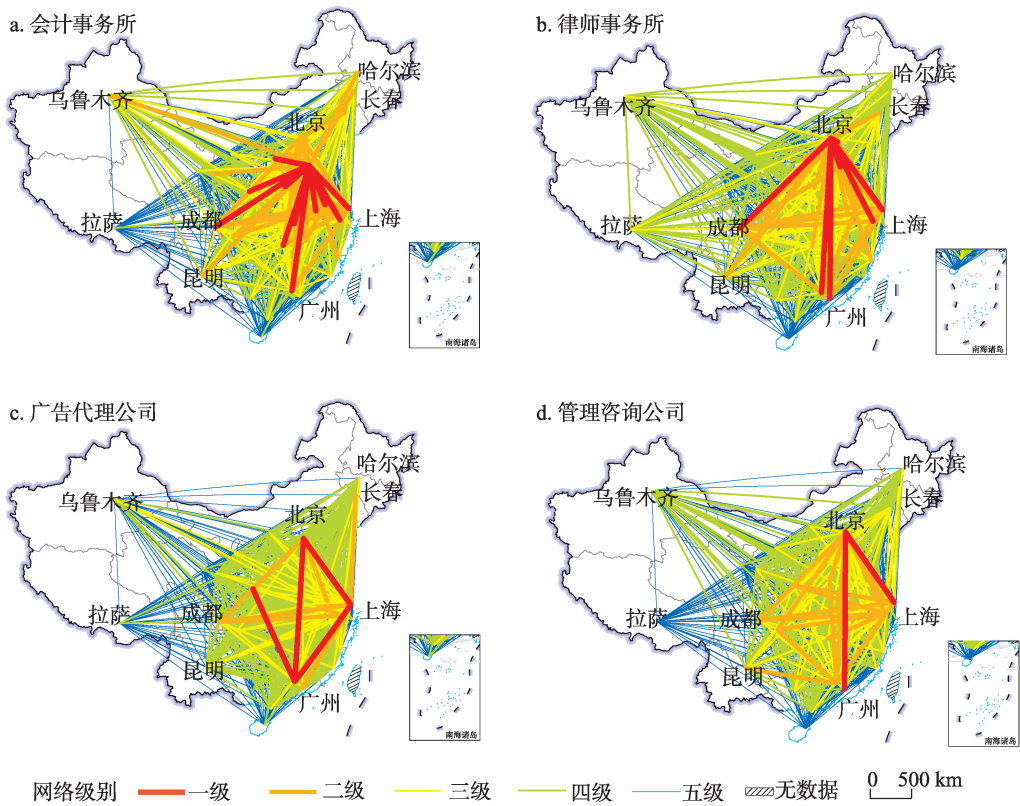 a. 会计事务所
哈尔滨
长春
乌鲁木齐
北京
拉萨
成都
上海
昆明
广州
南海诸岛
b. 律师事务所
哈尔滨
长春
乌鲁木齐
北京
拉萨
成都
上海
昆明
广州
南海诸岛
c. 广告代理公司
哈尔滨
长春
乌鲁木齐
北京
拉萨
成都
上海
昆明
广州
南海诸岛
d. 管理咨询公司
哈尔滨
长春
乌鲁木齐
北京
拉萨
成都
上海
昆明
广州
南海诸岛
网络级别 一级 二级 三级 四级 五级 无数据 0 500 km